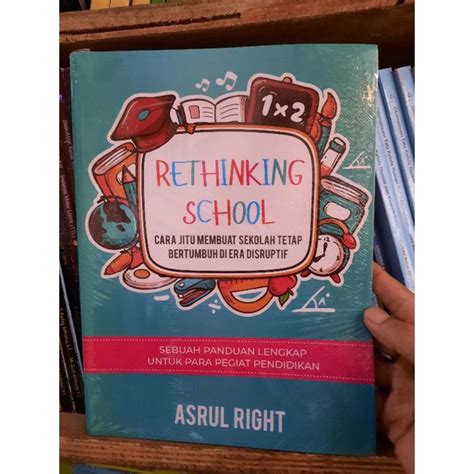 1×2
RETHINKING
SCHOOL
CARA JITU MEMBUAT SEKOLAH TETAP
BERTUMBUH DI ERA DISRUPTIF
SEBUAH PANDUAN LENGKAP
UNTUK PARA PEGIAT PENDIDIKAN
ASRUL RIGHT